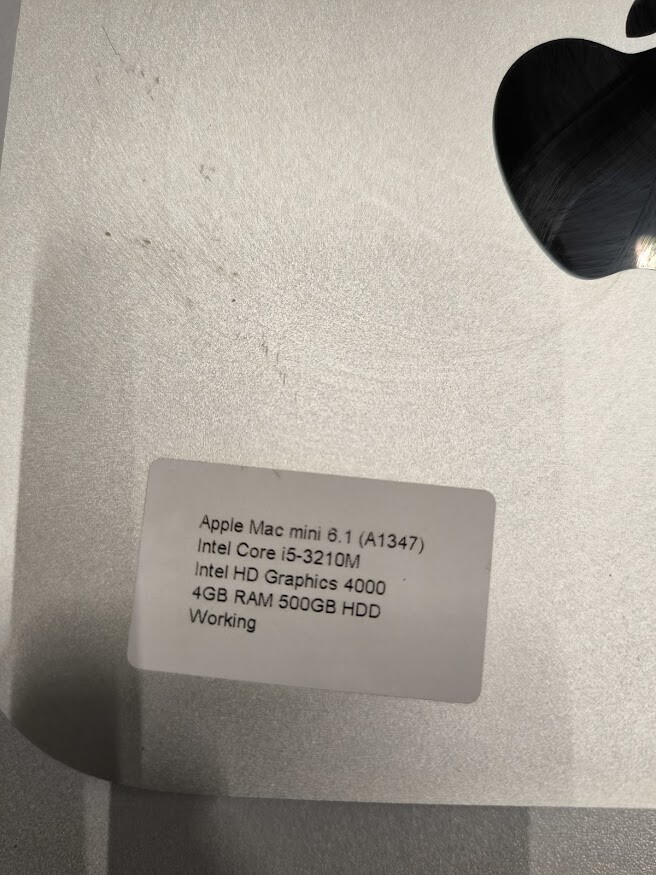 Apple Mac mini 6.1 (A1347)
Intel Core i5-3210M
Intel HD Graphics 4000
4GB RAM 500GB HDD
Working